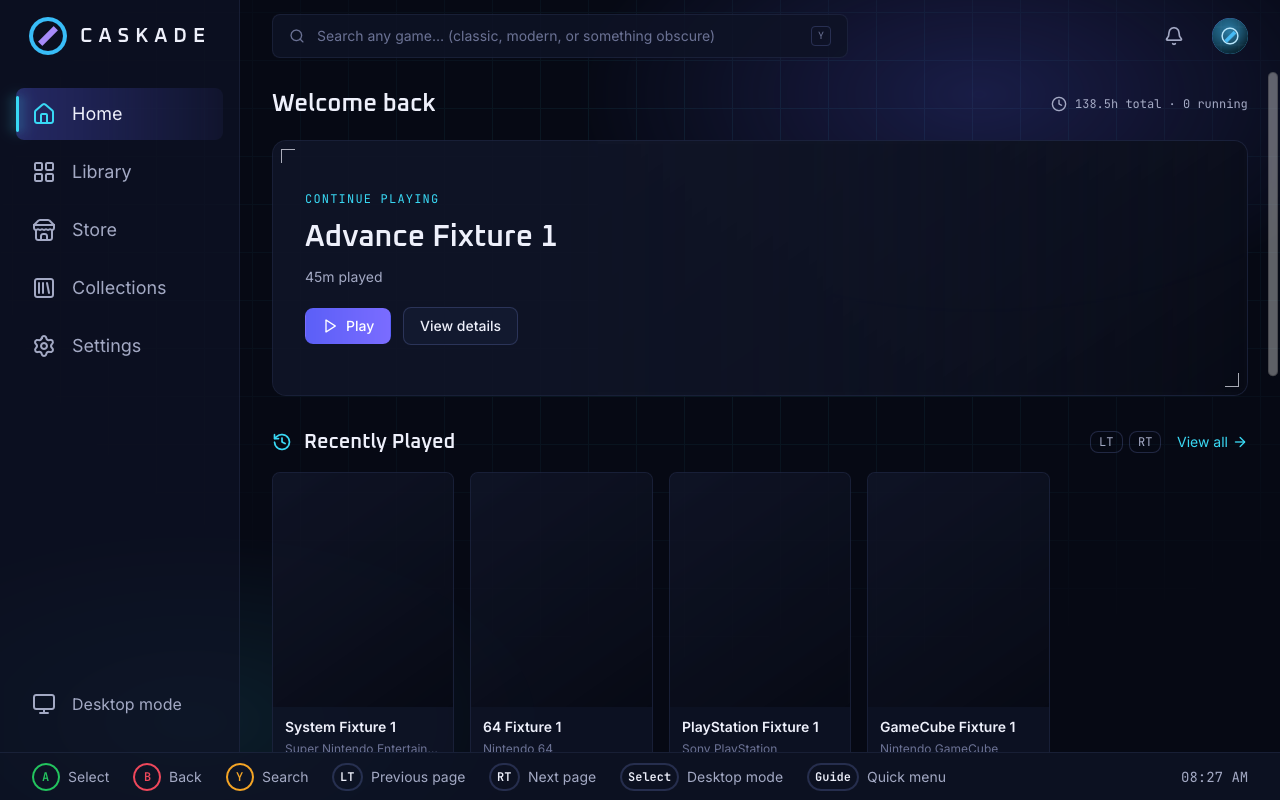 CASKADE
Search any game... (classic, modern, or something obscure)
Y
Home
Library
Store
Collections
Settings
Desktop mode
Welcome back
138.5h total · 0 running
CONTINUE PLAYING
Advance Fixture 1
45m played
Play
View details
Recently Played
LT
RT
View all
System Fixture 1
Super Nintendo Entertain...
64 Fixture 1
Nintendo 64
PlayStation Fixture 1
Sony PlayStation
GameCube Fixture 1
Nintendo GameCube
A Select
B Back
Y Search
LT Previous page
RT Next page
Select Desktop mode
Guide Quick menu
08:27 AM